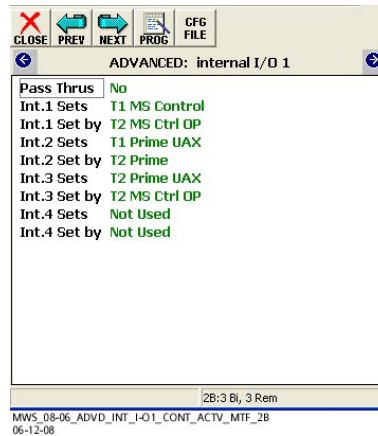 CLOSE PREV NEXT PROG CFG FILE
ADVANCED: internal I/O 1
Pass Thrus No
Int.1 Sets T1 MS Control
Int.1 Set by T2 MS Ctrl OP
Int.2 Sets T1 Prime UAX
Int.2 Set by T2 Prime
Int.3 Sets T2 Prime UAX
Int.3 Set by T2 MS Ctrl OP
Int.4 Sets Not Used
Int.4 Set by Not Used
2B:3 Bi, 3 Rem
MWS_08-06_ADVD_INT_I-O1_CONT_ACTV_MTF_2B
06-12-08